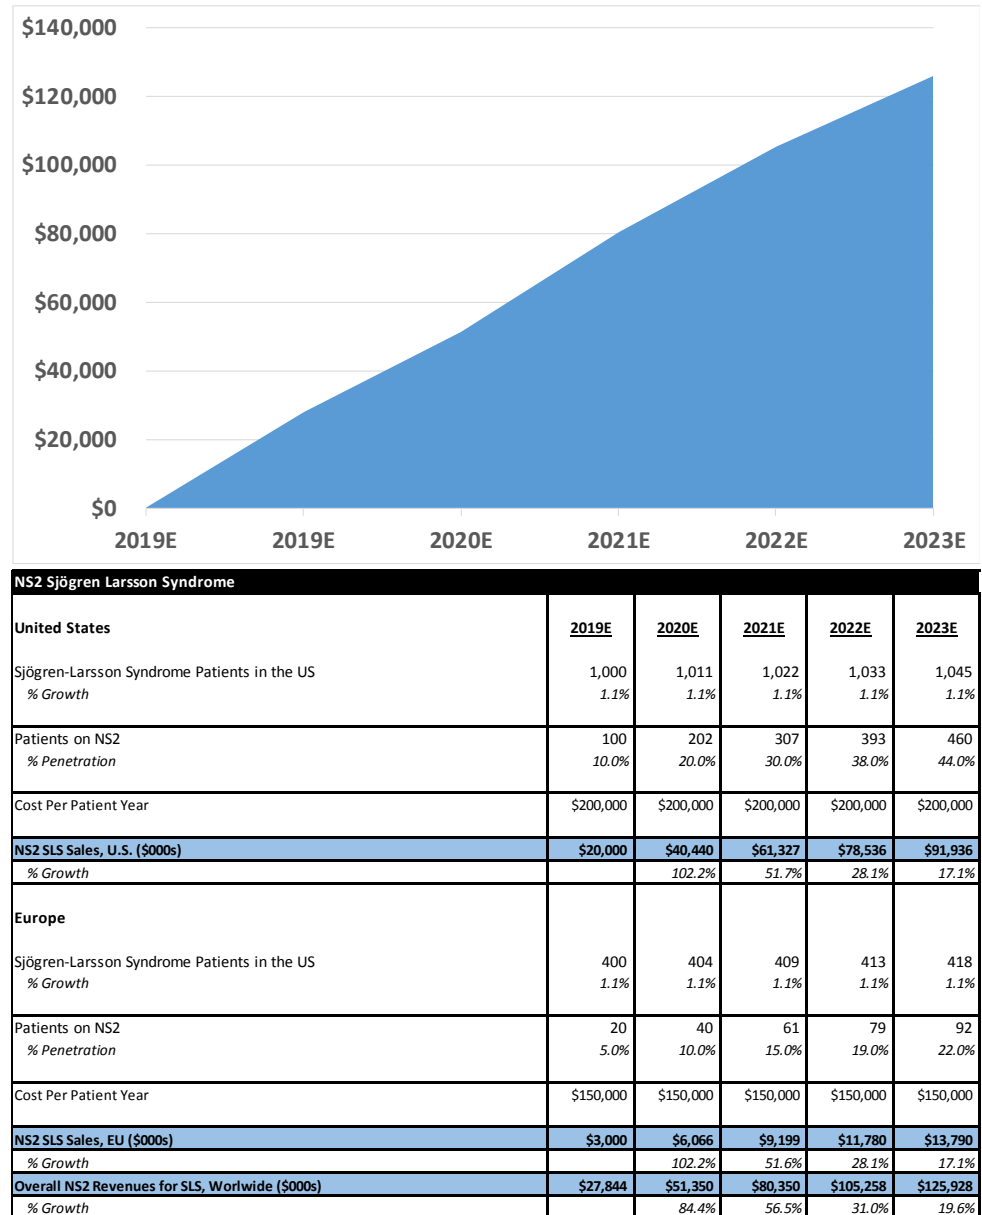 $140,000
$120,000
$100,000
$80,000
$60,000
$40,000
$20,000
$0
2019E 2019E 2020E 2021E 2022E 2023E
NS2 Sjögren Larsson Syndrome
United States 2019E 2020E 2021E 2022E 2023E
Sjögren-Larsson Syndrome Patients in the US 1,000 1,011 1,022 1,033 1,045
% Growth 1.1% 1.1% 1.1% 1.1% 1.1%
Patients on NS2 100 202 307 393 460
% Penetration 10.0% 20.0% 30.0% 38.0% 44.0%
Cost Per Patient Year $200,000 $200,000 $200,000 $200,000 $200,000
NS2 SLS Sales, U.S. ($000s) $20,000 $40,440 $61,327 $78,536 $91,936
% Growth 102.2% 51.7% 28.1% 17.1%
Europe
Sjögren-Larsson Syndrome Patients in the US 400 404 409 413 418
% Growth 1.1% 1.1% 1.1% 1.1% 1.1%
Patients on NS2 20 40 61 79 92
% Penetration 5.0% 10.0% 15.0% 19.0% 22.0%
Cost Per Patient Year $150,000 $150,000 $150,000 $150,000 $150,000
NS2 SLS Sales, EU ($000s) $3,000 $6,066 $9,199 $11,780 $13,790
% Growth 102.2% 51.6% 28.1% 17.1%
Overall NS2 Revenues for SLS, Worlwide ($000s) $27,844 $51,350 $80,350 $105,258 $125,928
% Growth 84.4% 56.5% 31.0% 19.6%